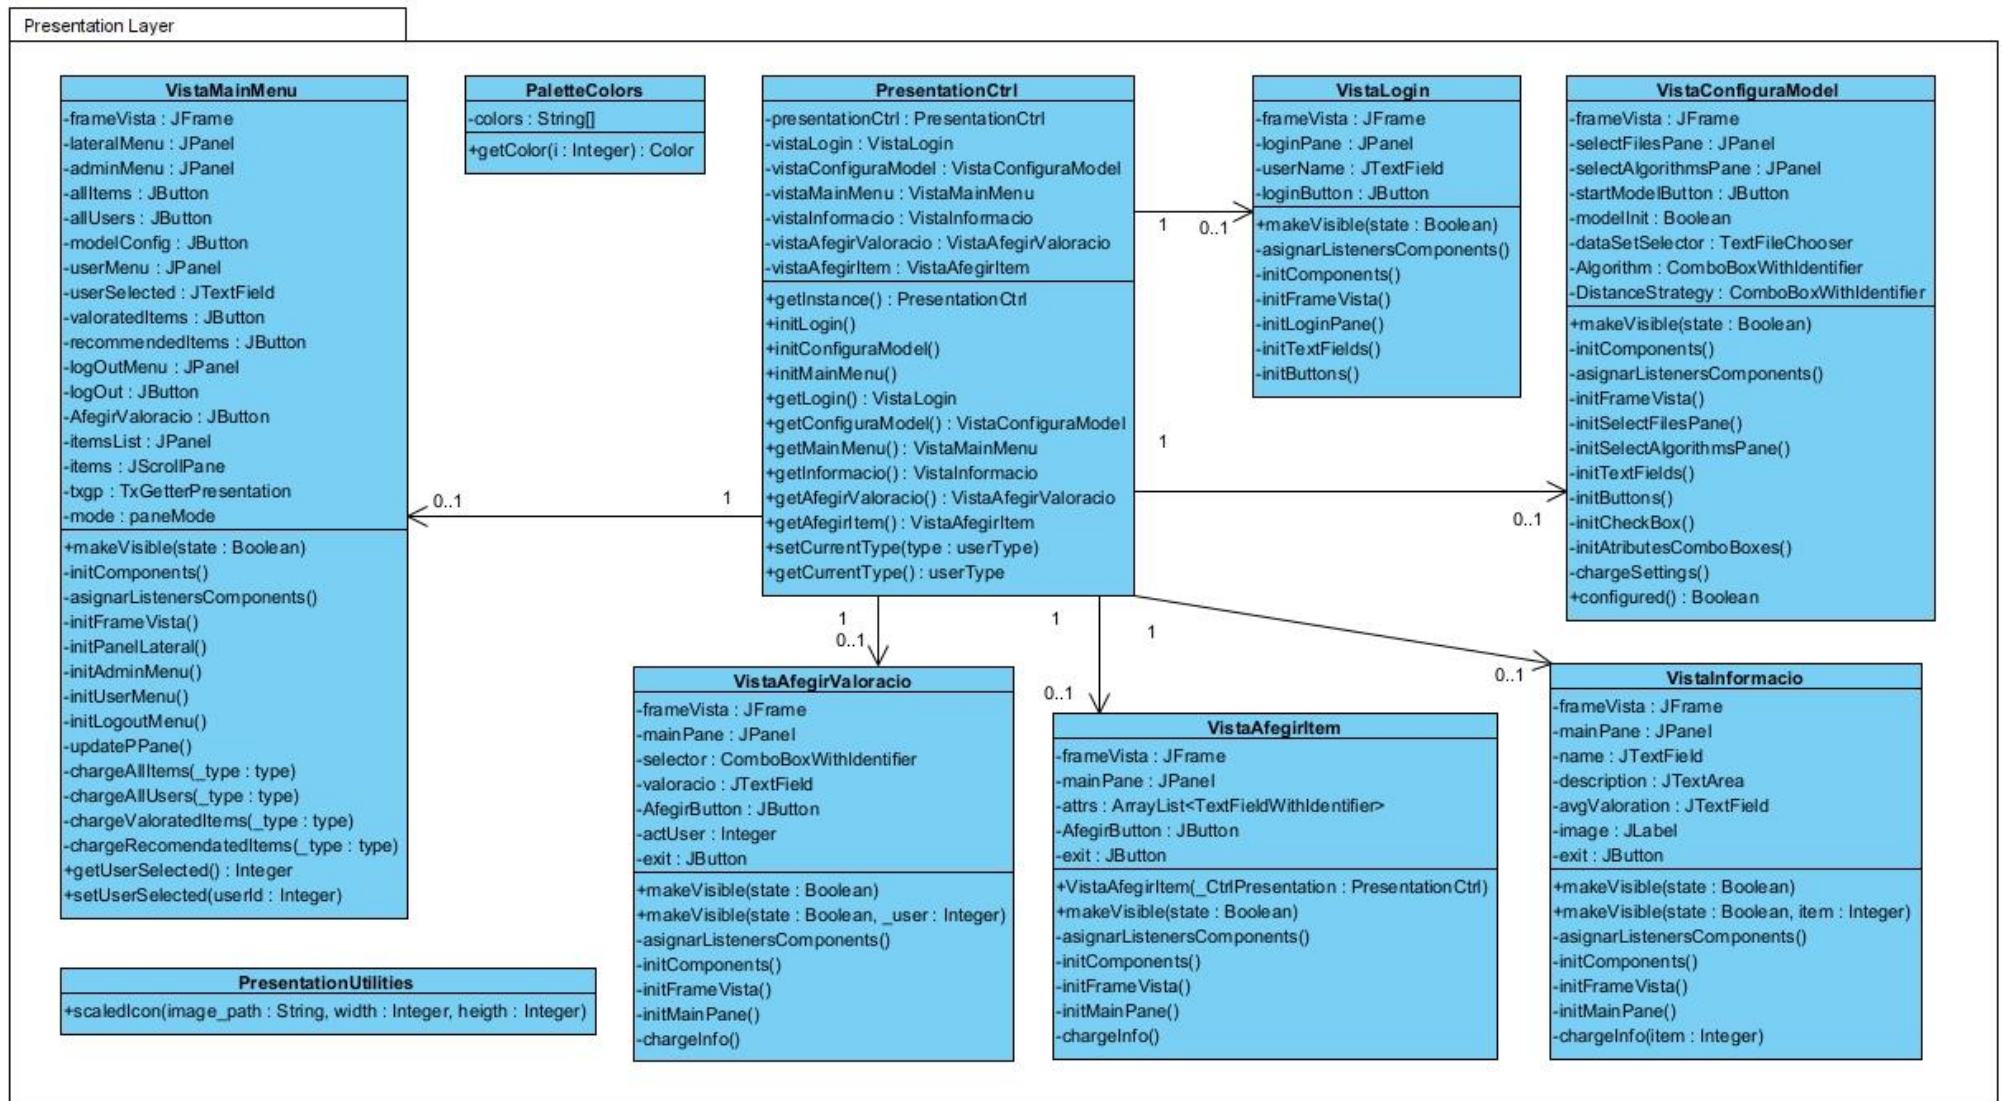 Presentation Layer
VistaMainMenu
-frameVista : JFrame
-lateralMenu : JPanel
-adminMenu : JPanel
-allItems : JButton
-allUsers : JButton
-modelConfig : JButton
-userMenu : JPanel
-userSelected : JTextField
-valoratedItems : JButton
-recommendedItems : JButton
-logOutMenu : JPanel
-logOut : JButton
-AfegirValoracio : JButton
-itemsList : JPanel
-items : JScrollPane
-txgp : TxGetterPresentation
-mode : paneMode
+makeVisible(state : Boolean)
-initComponents()
-asignarListenersComponents()
-initFrameVista()
-initPanelLateral()
-initAdminMenu()
-initUserMenu()
-initLogoutMenu()
-updatePPane()
-chargeAllItems(_type : type)
-chargeAllUsers(_type : type)
-chargeValoratedItems(_type : type)
-chargeRecomendatedItems(_type : type)
+getUserSelected() : Integer
+setUserSelected(userId : Integer)
PaletteColors
-colors : String[]
+getColor(i : Integer) : Color
PresentationCtrl
-presentationCtrl : PresentationCtrl
-vistaLogin : VistaLogin
-vistaConfiguraModel : VistaConfiguraModel
-vistaMainMenu : VistaMainMenu
-vistaInformacio : VistaInformacio
-vistaAfegirValoracio : VistaAfegirValoracio
-vistaAfegirItem : VistaAfegirItem
+getInstance() : PresentationCtrl
+initLogin()
+initConfiguraModel()
+initMainMenu()
+getLogin() : VistaLogin
+getConfiguraModel() : VistaConfiguraModel
+getMainMenu() : VistaMainMenu
+getInformacio() : VistaInformacio
+getAfegirValoracio() : VistaAfegirValoracio
+getAfegirItem() : VistaAfegirItem
+setCurrentType(type : userType)
+getCurrentType() : userType
VistaLogin
-frameVista : JFrame
-loginPane : JPanel
-userName : JTextField
-loginButton : JButton
+makeVisible(state : Boolean)
-asignarListenersComponents()
-initComponents()
-initFrameVista()
-initLoginPane()
-initTextFields()
-initButtons()
VistaConfiguraModel
-frameVista : JFrame
-selectFilesPane : JPanel
-selectAlgorithmsPane : JPanel
-startModelButton : JButton
-modelInit : Boolean
-dataSetSelector : TextFileChooser
-Algorithm : ComboBoxWithIdentifier
-DistanceStrategy : ComboBoxWithIdentifier
+makeVisible(state : Boolean)
-initComponents()
-asignarListenersComponents()
-initFrameVista()
-initSelectFilesPane()
-initSelectAlgorithmsPane()
-initTextFields()
-initButtons()
-initCheckBox()
-initAtributesComboBoxes()
-chargeSettings()
+configured() : Boolean
1
0..1
1
0..1
0..1
1
1
0..1
1
0..1
1
0..1
VistaAfegirValoracio
-frameVista : JFrame
-mainPane : JPanel
-selector : ComboBoxWithIdentifier
-valoracio : JTextField
-AfegirButton : JButton
-actUser : Integer
-exit : JButton
+makeVisible(state : Boolean)
+makeVisible(state : Boolean, _user : Integer)
-asignarListenersComponents()
-initComponents()
-initFrameVista()
-initMainPane()
-chargeInfo()
VistaAfegirItem
-frameVista : JFrame
-mainPane : JPanel
-attrs : ArrayList<TextFieldWithIdentifier>
-AfegirButton : JButton
-exit : JButton
+VistaAfegirItem(_CtrlPresentation : PresentationCtrl)
+makeVisible(state : Boolean)
-asignarListenersComponents()
-initComponents()
-initFrameVista()
-initMainPane()
-chargeInfo()
VistaInformacio
-frameVista : JFrame
-mainPane : JPanel
-name : JTextField
-description : JTextArea
-avgValoration : JTextField
-image : JLabel
-exit : JButton
+makeVisible(state : Boolean)
+makeVisible(state : Boolean, item : Integer)
-asignarListenersComponents()
-initComponents()
-initFrameVista()
-initMainPane()
-chargeInfo(item : Integer)
PresentationUtilities
+scaledIcon(image_path : String, width : Integer, heigth : Integer)